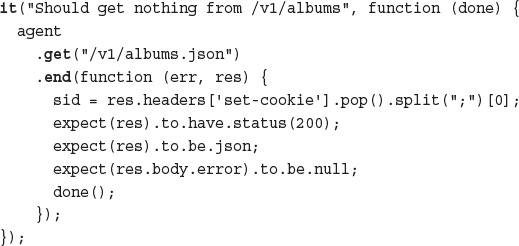 it("Should get nothing from /v1/albums", function (done) {
  agent
    .get("/v1/albums.json")
    .end(function (err, res) {
      sid = res.headers['set-cookie'].pop().split(";")[0];
      expect(res).to.have.status(200);
      expect(res).to.be.json;
      expect(res.body.error).to.be.null;
      done();
    });
});